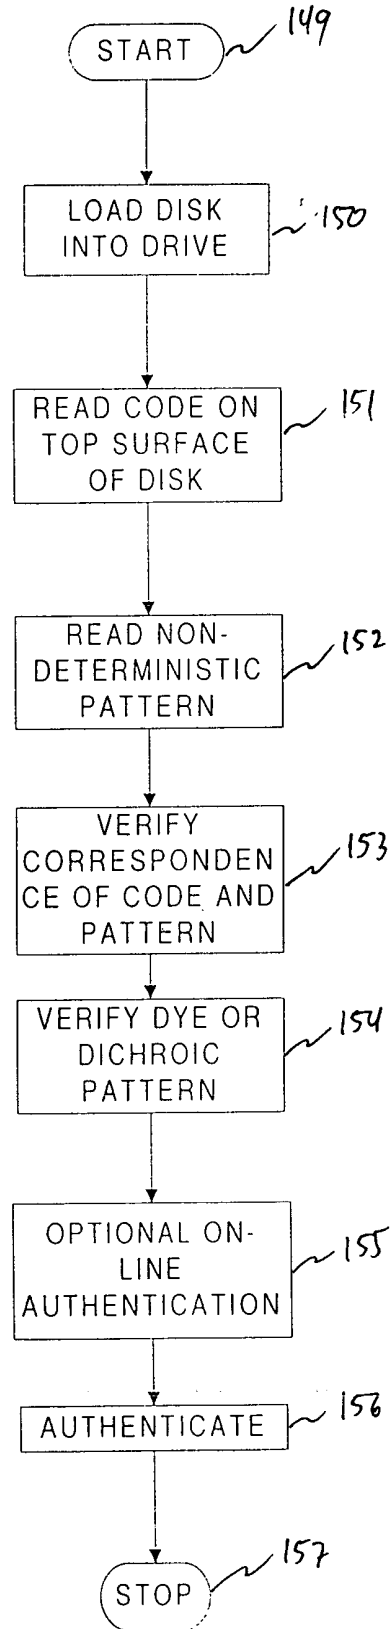 START
149
LOAD DISK
INTO DRIVE
150
READ CODE ON
TOP SURFACE
OF DISK
151
READ NON-
DETERMINISTIC
PATTERN
152
VERIFY
CORRESPONDEN
CE OF CODE AND
PATTERN
153
VERIFY DYE OR
DICHROIC
PATTERN
154
OPTIONAL ON-
LINE
AUTHENTICATION
155
AUTHENTICATE
156
STOP
157